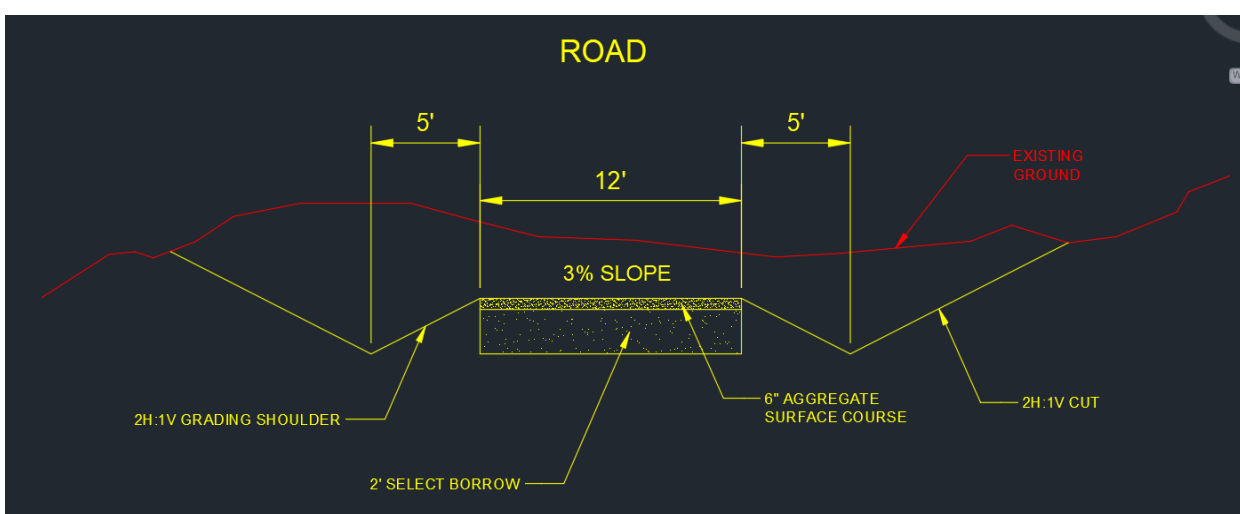 ROAD
5'
5'
12'
EXISTING
GROUND
3% SLOPE
6" AGGREGATE
SURFACE COURSE
2H:1V CUT
2H:1V GRADING SHOULDER
2' SELECT BORROW
W